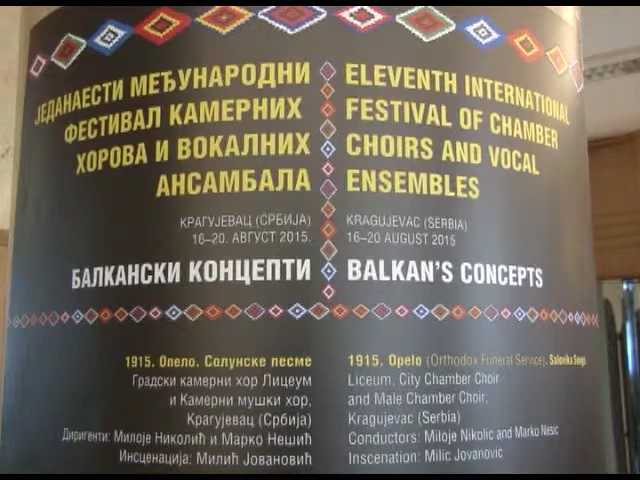 ЈЕДАНАЕСТИ МЕЂУНАРОДНИ
ФЕСТИВАЛ КАМЕРНИХ
ХОРОВА И ВОКАЛНИХ
АНСАМБАЛА
КРАГУЈЕВАЦ (СРБИЈА)
16–20. АВГУСТ 2015.
БАЛКАНСКИ КОНЦЕПТИ
ELEVENTH INTERNATIONAL
FESTIVAL OF CHAMBER
CHOIRS AND VOCAL
ENSEMBLES
KRAGUJEVAC (SERBIA)
16–20 AUGUST 2015
BALKAN'S CONCEPTS
1915. Опело. Солунске песме
Градски камерни хор Лицеум
и Камерни мушки хор,
Крагујевац (Србија)
Диригенти: Милоје Николић и Марко Нешић
Инсценација: Милић Јовановић
1915. Opelo (Orthodox Funeral Service). Salonika Songs
Liceum, City Chamber Choir
and Male Chamber Choir,
Kragujevac (Serbia)
Conductors: Miloje Nikolic and Marko Nesic
Inscenation: Milic Jovanovic